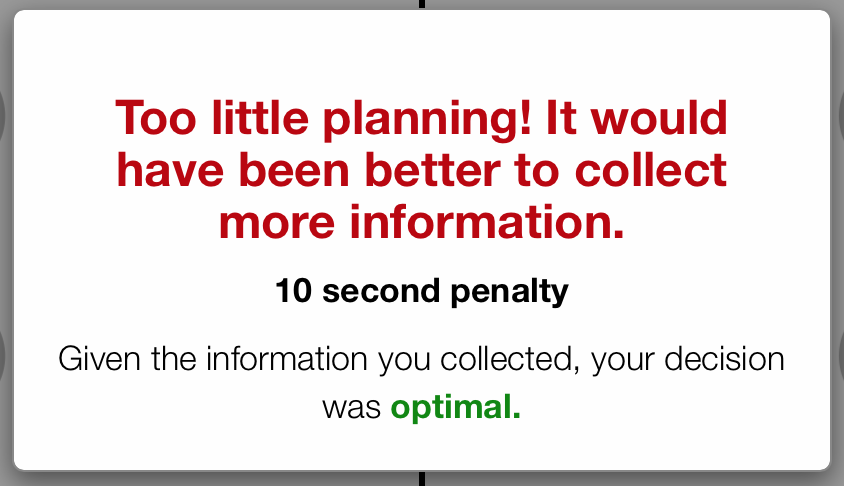 Too little planning! It would
have been better to collect
more information.
10 second penalty
Given the information you collected, your decision
was optimal.